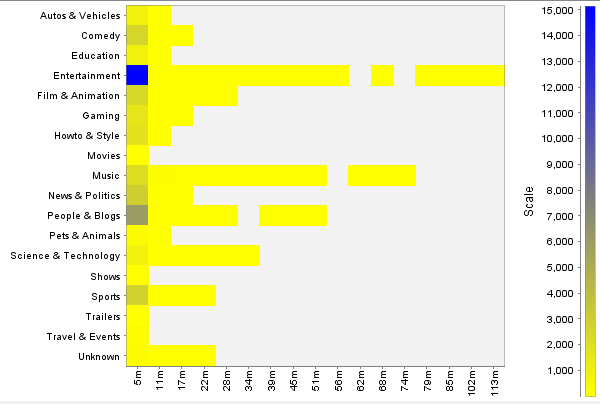 Autos & Vehicles
Comedy
Education
Entertainment
Film & Animation
Gaming
Howto & Style
Movies
Music
News & Politics
People & Blogs
Pets & Animals
Science & Technology
Shows
Sports
Trailers
Travel & Events
Unknown
5m 11m 17m 22m 28m 34m 39m 45m 51m 56m 62m 68m 74m 79m 85m 102m 113m
Scale
15,000
14,000
13,000
12,000
11,000
10,000
9,000
8,000
7,000
6,000
5,000
4,000
3,000
2,000
1,000